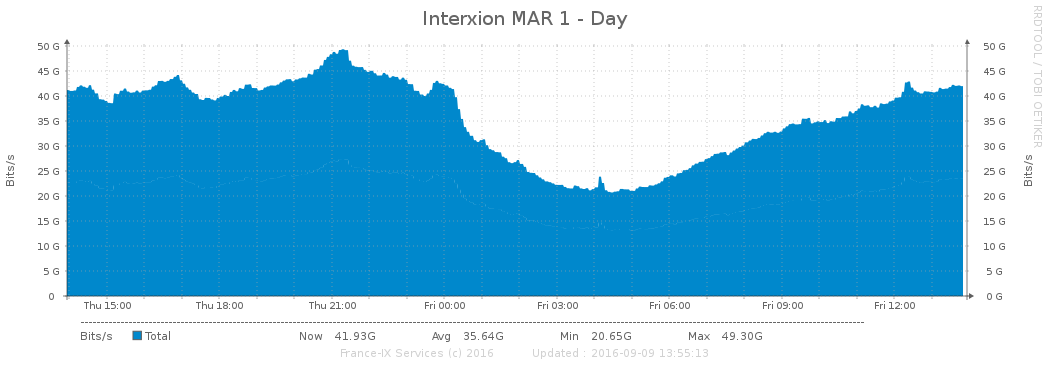 Interxion MAR 1 - Day
RRDTOOL / TOBI OETIKER
Bits/s
50 G 50 G
45 G 45 G
40 G 40 G
35 G 35 G
30 G 30 G
25 G 25 G
20 G 20 G
15 G 15 G
10 G 10 G
5 G 5 G
0 0 G
Bits/s
Thu 15:00 Thu 18:00 Thu 21:00 Fri 00:00 Fri 03:00 Fri 06:00 Fri 09:00 Fri 12:00
Bits/s Total Now 41.93G Avg 35.64G Min 20.65G Max 49.30G
France-IX Services (c) 2016 Updated : 2016-09-09 13:55:13